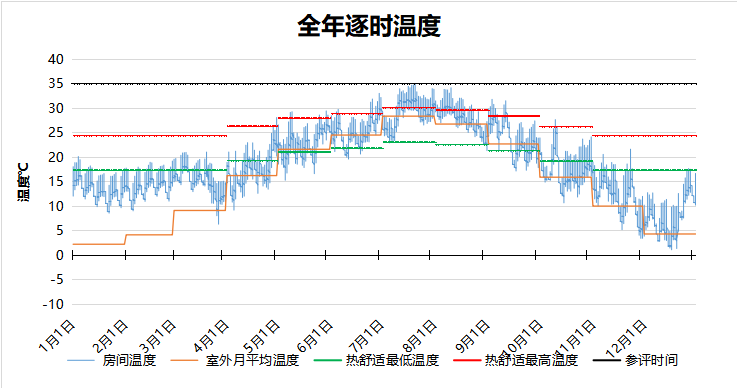 全年逐时温度
温度℃
40
35
30
25
20
15
10
5
0
-5
-10
1月1日
2月1日
3月1日
4月1日
5月1日
6月1日
7月1日
8月1日
9月1日
10月1日
11月1日
12月1日
房间温度 室外月平均温度 热舒适最低温度 热舒适最高温度 参评时间